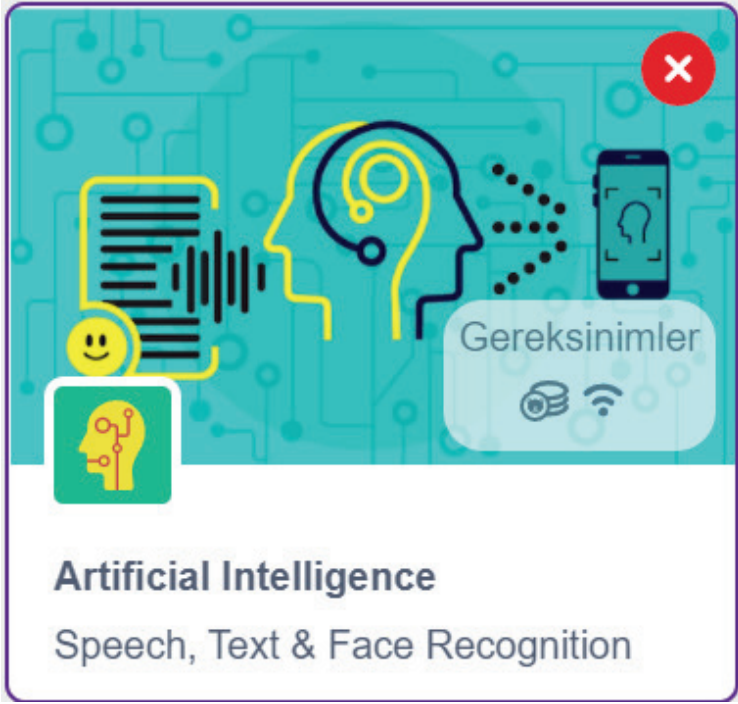 Gereksinimler
Artificial Intelligence
Speech, Text & Face Recognition